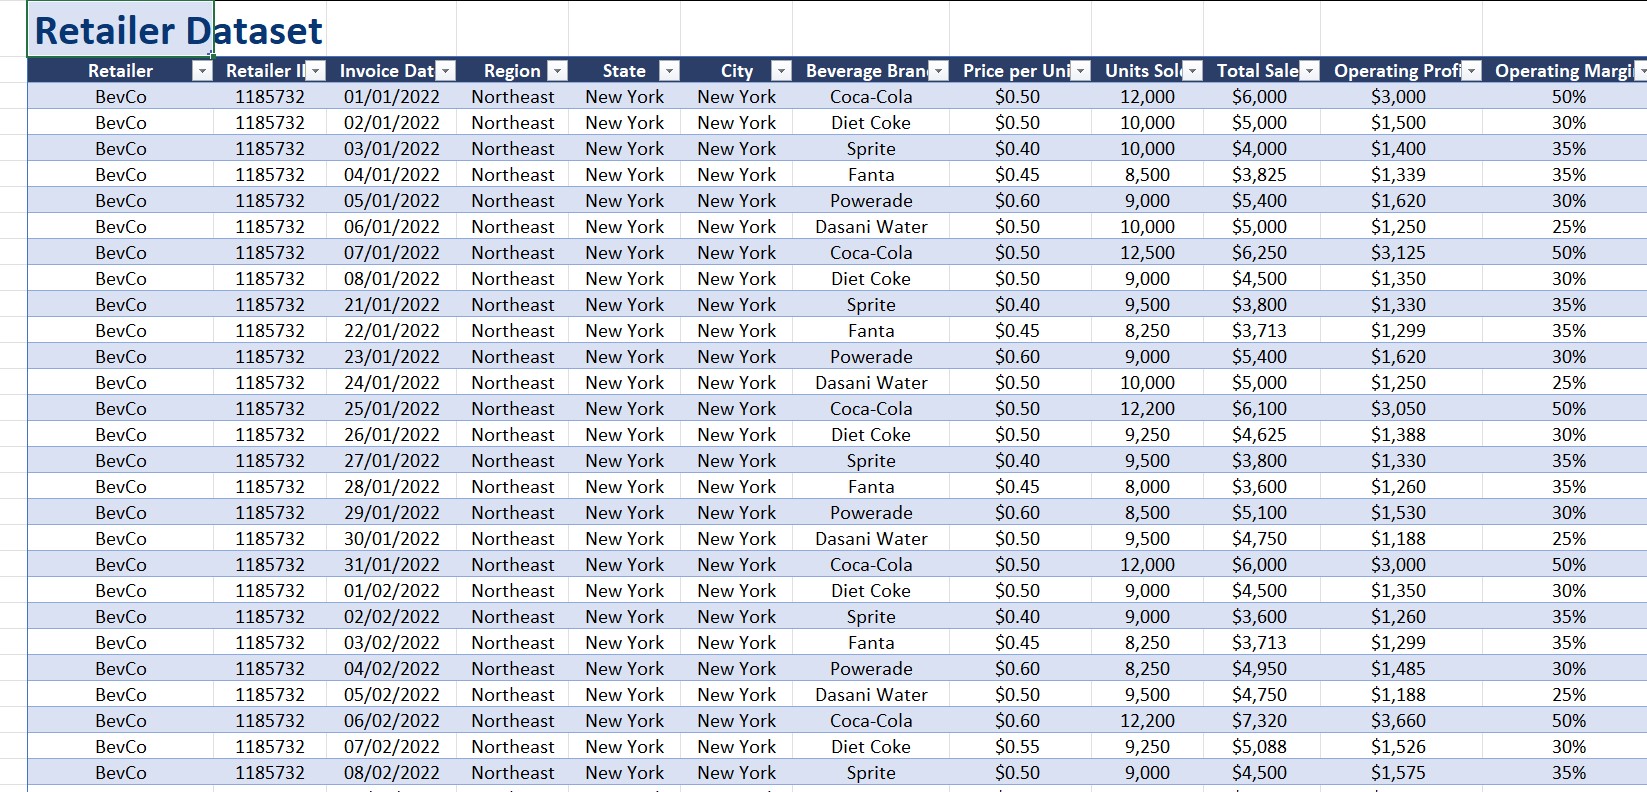 Retailer Dataset
Retailer Retailer I Invoice Dat Region State City Beverage Bran Price per Uni Units Sol Total Sale Operating Profi Operating Margi
BevCo 1185732 01/01/2022 Northeast New York New York Coca-Cola $0.50 12,000 $6,000 $3,000 50%
BevCo 1185732 02/01/2022 Northeast New York New York Diet Coke $0.50 10,000 $5,000 $1,500 30%
BevCo 1185732 03/01/2022 Northeast New York New York Sprite $0.40 10,000 $4,000 $1,400 35%
BevCo 1185732 04/01/2022 Northeast New York New York Fanta $0.45 8,500 $3,825 $1,339 35%
BevCo 1185732 05/01/2022 Northeast New York New York Powerade $0.60 9,000 $5,400 $1,620 30%
BevCo 1185732 06/01/2022 Northeast New York New York Dasani Water $0.50 10,000 $5,000 $1,250 25%
BevCo 1185732 07/01/2022 Northeast New York New York Coca-Cola $0.50 12,500 $6,250 $3,125 50%
BevCo 1185732 08/01/2022 Northeast New York New York Diet Coke $0.50 9,000 $4,500 $1,350 30%
BevCo 1185732 21/01/2022 Northeast New York New York Sprite $0.40 9,500 $3,800 $1,330 35%
BevCo 1185732 22/01/2022 Northeast New York New York Fanta $0.45 8,250 $3,713 $1,299 35%
BevCo 1185732 23/01/2022 Northeast New York New York Powerade $0.60 9,000 $5,400 $1,620 30%
BevCo 1185732 24/01/2022 Northeast New York New York Dasani Water $0.50 10,000 $5,000 $1,250 25%
BevCo 1185732 25/01/2022 Northeast New York New York Coca-Cola $0.50 12,200 $6,100 $3,050 50%
BevCo 1185732 26/01/2022 Northeast New York New York Diet Coke $0.50 9,250 $4,625 $1,388 30%
BevCo 1185732 27/01/2022 Northeast New York New York Sprite $0.40 9,500 $3,800 $1,330 35%
BevCo 1185732 28/01/2022 Northeast New York New York Fanta $0.45 8,000 $3,600 $1,260 35%
BevCo 1185732 29/01/2022 Northeast New York New York Powerade $0.60 8,500 $5,100 $1,530 30%
BevCo 1185732 30/01/2022 Northeast New York New York Dasani Water $0.50 9,500 $4,750 $1,188 25%
BevCo 1185732 31/01/2022 Northeast New York New York Coca-Cola $0.50 12,000 $6,000 $3,000 50%
BevCo 1185732 01/02/2022 Northeast New York New York Diet Coke $0.50 9,000 $4,500 $1,350 30%
BevCo 1185732 02/02/2022 Northeast New York New York Sprite $0.40 9,000 $3,600 $1,260 35%
BevCo 1185732 03/02/2022 Northeast New York New York Fanta $0.45 8,250 $3,713 $1,299 35%
BevCo 1185732 04/02/2022 Northeast New York New York Powerade $0.60 8,250 $4,950 $1,485 30%
BevCo 1185732 05/02/2022 Northeast New York New York Dasani Water $0.50 9,500 $4,750 $1,188 25%
BevCo 1185732 06/02/2022 Northeast New York New York Coca-Cola $0.60 12,200 $7,320 $3,660 50%
BevCo 1185732 07/02/2022 Northeast New York New York Diet Coke $0.55 9,250 $5,088 $1,526 30%
BevCo 1185732 08/02/2022 Northeast New York New York Sprite $0.50 9,000 $4,500 $1,575 35%